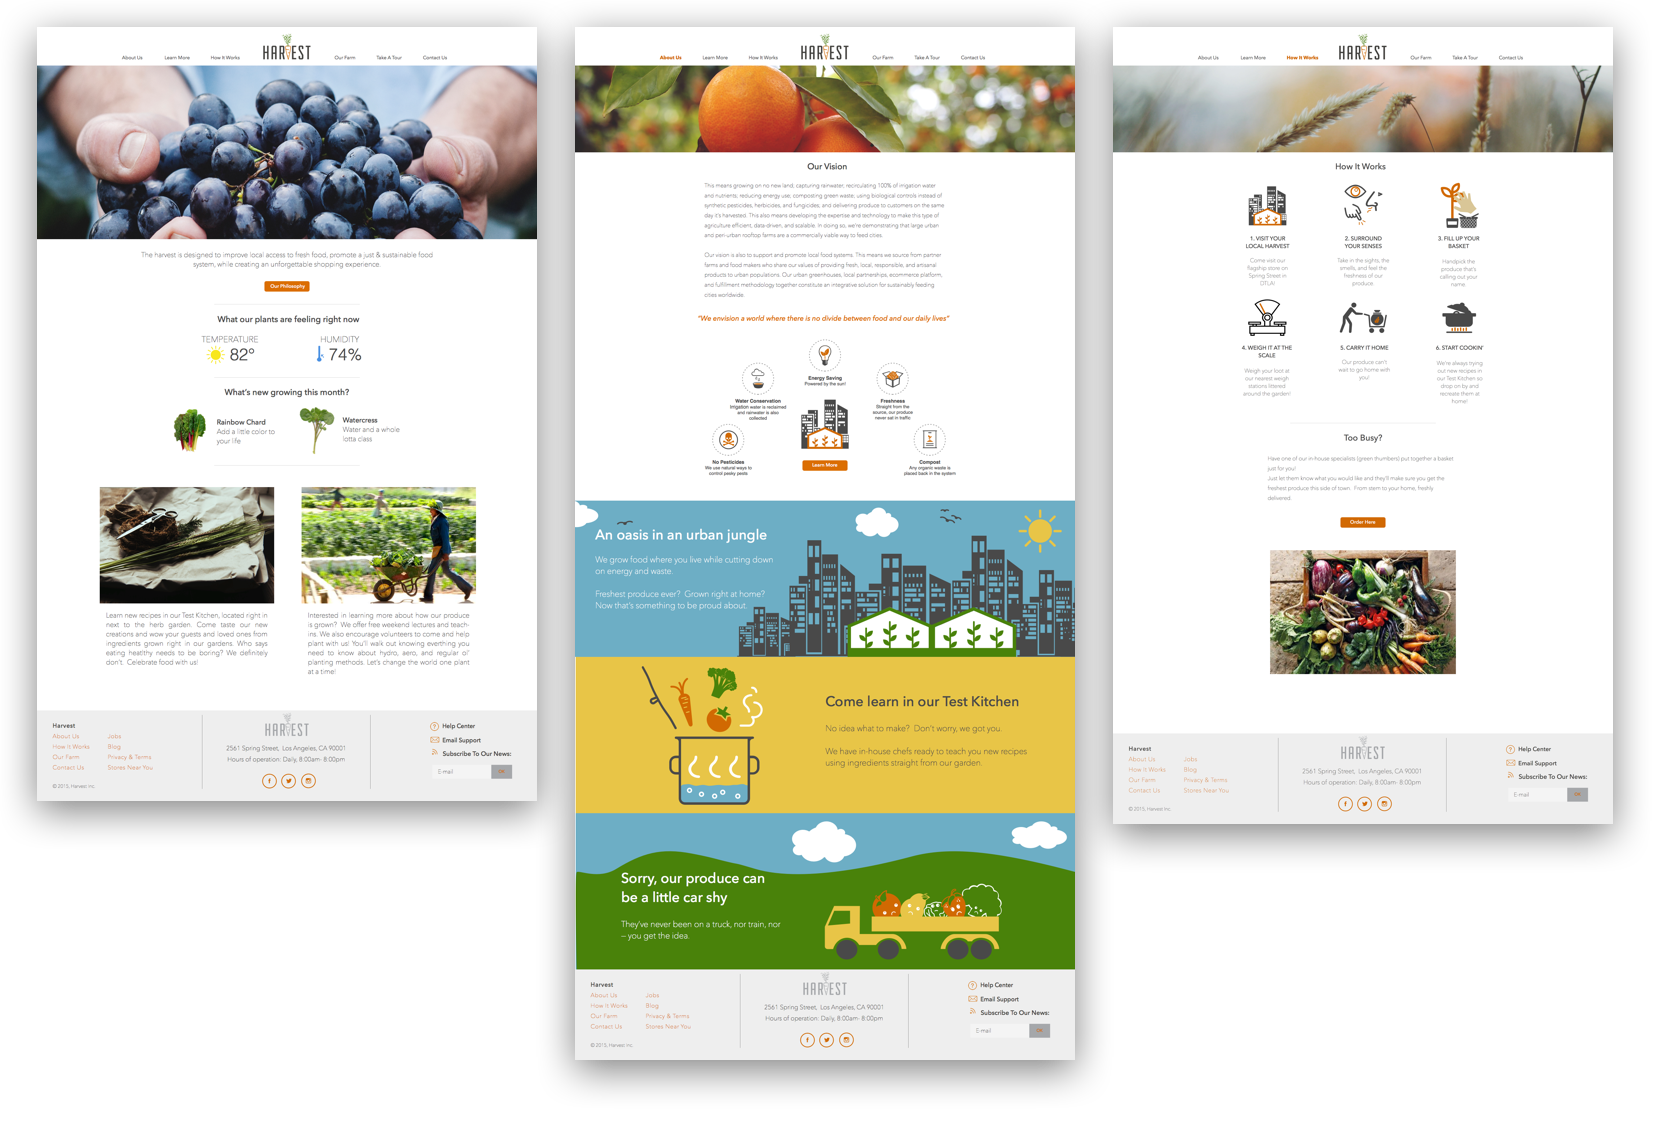 HARVEST
About Us
Learn More
How It Works
Our Farm
Take A Tour
Contact Us
The harvest is designed to improve local access to fresh food, promote a just & sustainable food
system, while creating an unforgettable shopping experience.
Our Philosophy
What our plants are feeling right now
TEMPERATURE
82°
HUMIDITY
74%
What's new growing this month?
Rainbow Chard
Add a little color to
your life
Watercress
Water and a whole
lotta class
Learn new recipes in our Test Kitchen, located right in
next to the herb garden. Come taste our new
creations and wow your guests and loved ones from
ingredients grown right in our gardens. Who says
eating healthy needs to be boring? We definitely
don't. Celebrate food with us!
Interested in learning more about how our produce
is grown? We offer free weekend lectures and teach-
ins. We also encourage volunteers to come and help
plant with us! You'll walk out knowing everthing you
need to know about hydro, aero, and regular ol'
planting methods. Let's change the world one plant
at a time!
Harvest
About Us
How It Works
Our Farm
Contact Us
Jobs
Blog
Privacy & Terms
Stores Near You
© 2015, Harvest Inc.
HARVEST
2561 Spring Street, Los Angeles, CA 90001
Hours of operation: Daily, 8:00am- 8:00pm
Help Center
Email Support
Subscribe To Our News:
E-mail
OK
HARVEST
About Us
Learn More
How It Works
Our Farm
Take A Tour
Contact Us
Our Vision
This means growing on no new land; capturing rainwater; recirculating 100% of irrigation water
and nutrients; reducing energy use; composting green waste; using biological controls instead of
synthetic pesticides, herbicides, and fungicides; and delivering produce to customers on the same
day it's harvested. This also means developing the expertise and technology to make this type of
agriculture efficient, data-driven, and scalable. In doing so, we're demonstrating that large urban
and peri-urban rooftop farms are a commercially viable way to feed cities.
Our vision is also to support and promote local food systems. This means we source from partner
farms and food makers who share our values of providing fresh, local, responsible, and artisanal
products to urban populations. Our urban greenhouses, local partnerships, ecommerce platform,
and fulfillment methodology together constitute an integrative solution for sustainably feeding
cities worldwide.
"We envision a world where there is no divide between food and our daily lives"
Energy Saving
Powered by the sun!
Water Conservation
Irrigation water is reclaimed
and rainwater is also
collected
Freshness
Straight from the
source, our produce
never sat in traffic
No Pesticides
We use natural ways to
control pesky pests
Learn More
Compost
Any organic waste is
placed back in the system
An oasis in an urban jungle
We grow food where you live while cutting down
on energy and waste.
Freshest produce ever? Grown right at home?
Now that's something to be proud about.
Come learn in our Test Kitchen
No idea what to make? Don't worry, we got you.
We have in-house chefs ready to teach you new recipes
using ingredients straight from our garden.
Sorry, our produce can
be a little car shy
They've never been on a truck, nor train, nor
– you get the idea.
Harvest
About Us
How It Works
Our Farm
Contact Us
Jobs
Blog
Privacy & Terms
Stores Near You
© 2015, Harvest Inc.
HARVEST
2561 Spring Street, Los Angeles, CA 90001
Hours of operation: Daily, 8:00am- 8:00pm
Help Center
Email Support
Subscribe To Our News:
E-mail
OK
HARVEST
About Us
Learn More
How It Works
Our Farm
Take A Tour
Contact Us
How It Works
1. VISIT YOUR
LOCAL HARVEST
Come visit our
flagship store on
Spring Street in
DTLA!
2. SURROUND
YOUR SENSES
Take in the sights, the
smells, and feel the
freshness of our
produce
3. FILL UP YOUR
BASKET
Handpick the
produce that's
calling out your
name.
4. WEIGH IT AT THE
SCALE
Weigh your loot at
our nearest weigh
stations littered
around the garden!
5. CARRY IT HOME
Our produce can't
wait to go home with
you!
6. START COOKIN'
We're always trying
out new recipes in
our Test Kitchen so
drop on by and
recreate them at
home!
Too Busy?
Have one of our in-house specialists (green thumbers) put together a basket
just for you!
Just let them know what you would like and they'll make sure you get the
freshest produce this side of town. From stem to your home, freshly
delivered.
Order Here
Harvest
About Us
How It Works
Our Farm
Contact Us
Jobs
Blog
Privacy & Terms
Stores Near You
© 2015, Harvest Inc.
HARVEST
2561 Spring Street, Los Angeles, CA 90001
Hours of operation: Daily, 8:00am- 8:00pm
Help Center
Email Support
Subscribe To Our News:
E-mail
OK